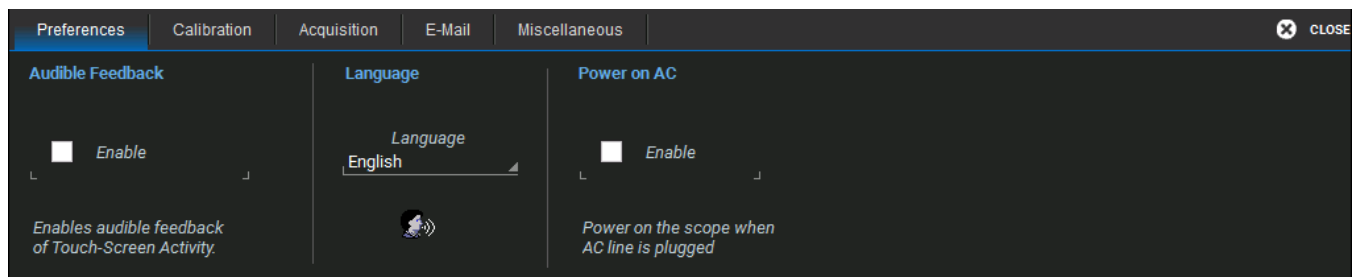 Preferences Calibration Acquisition E-Mail Miscellaneous CLOSE
Audible Feedback Language Power on AC
Language
Enable English Enable
Enables audible feedback
of Touch-Screen Activity.
Power on the scope when
AC line is plugged